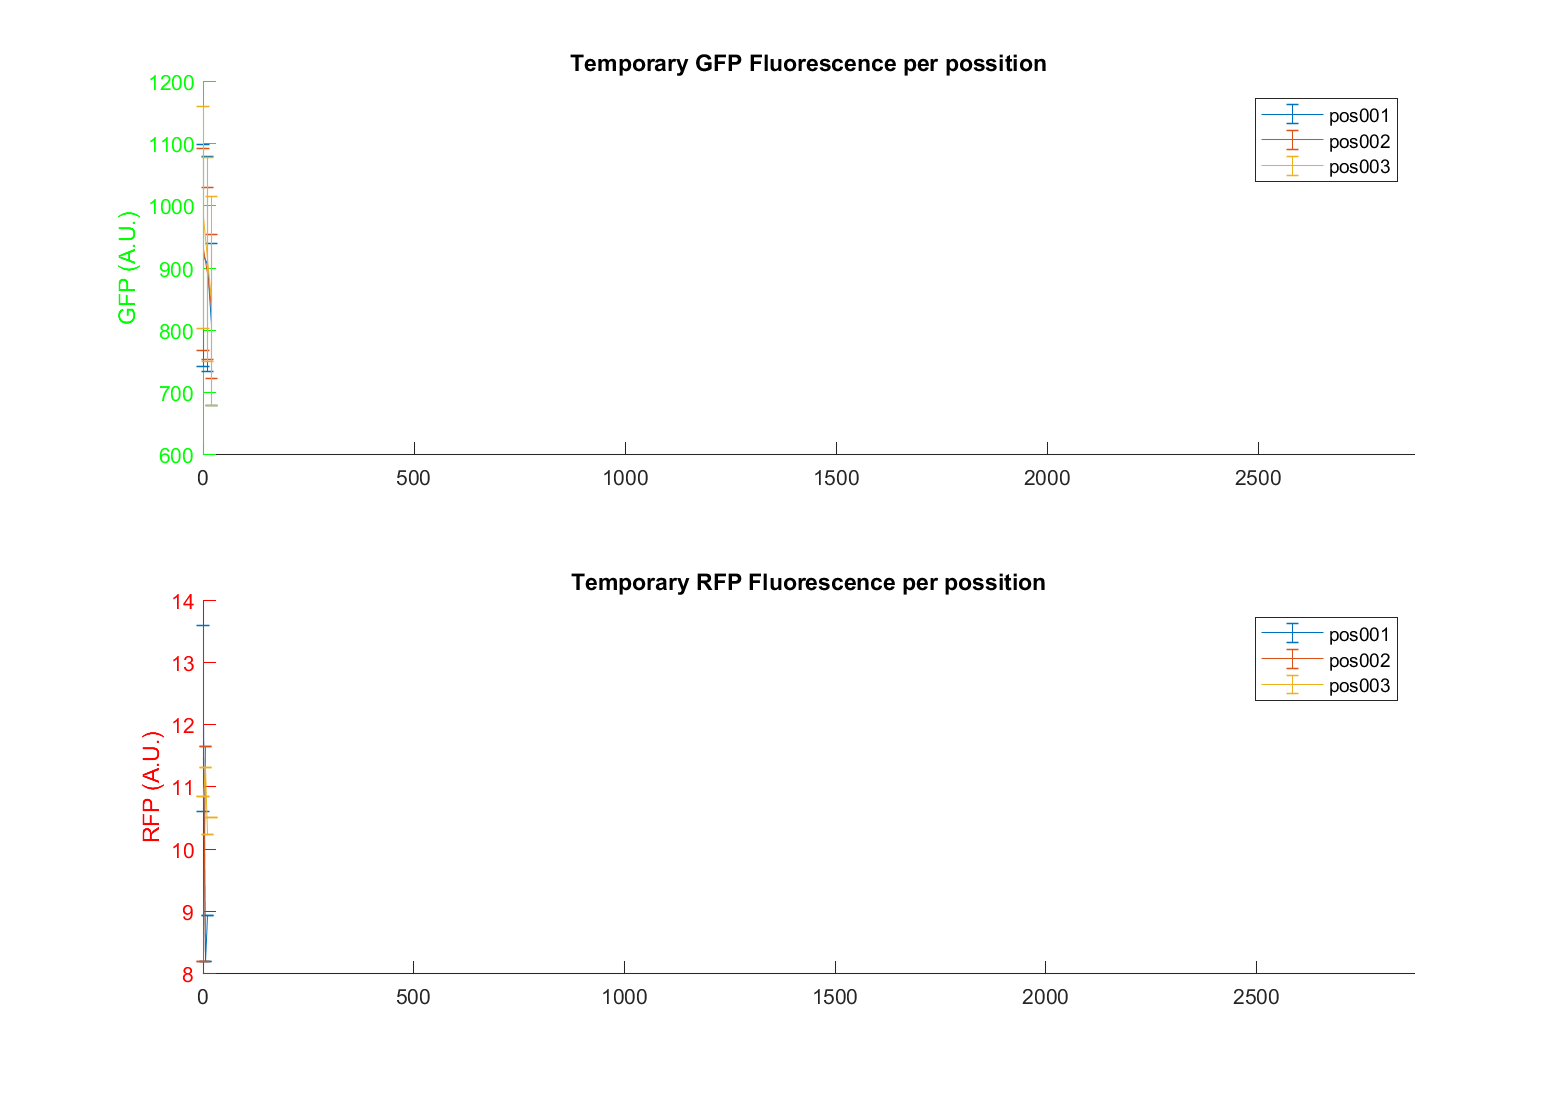 Temporary GFP Fluorescence per possition
1200
1100
1000
900
800
700
600
GFP (A.U.)
pos001
pos002
pos003
0 500 1000 1500 2000 2500
Temporary RFP Fluorescence per possition
14
13
12
11
10
9
8
RFP (A.U.)
pos001
pos002
pos003
0 500 1000 1500 2000 2500